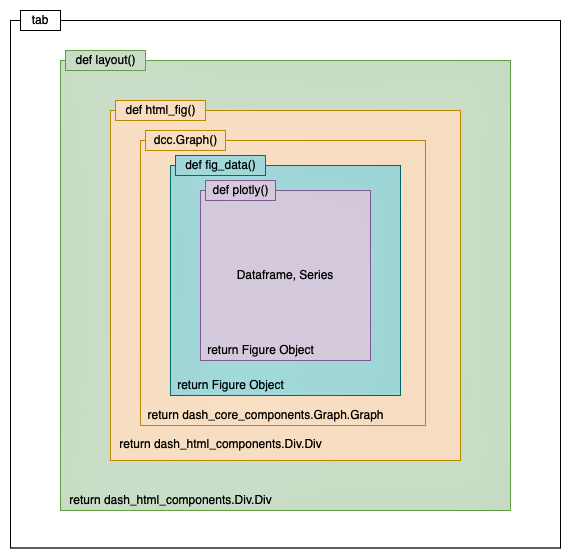 tab
def layout()
def html_fig()
dcc.Graph()
def fig_data()
def plotly()
Dataframe, Series
return Figure Object
return Figure Object
return dash_core_components.Graph.Graph
return dash_html_components.Div.Div
return dash_html_components.Div.Div